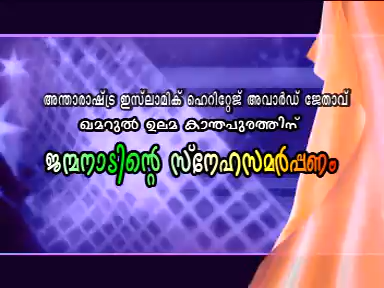 അന്താരാഷ്ട്ര ഇസ്‌ലാമിക് ഹെറിറ്റേജ് അവാർഡ് ജേതാവ്
ഖമറുൽ ഉലമ കാന്തപുരത്തിന്
ജന്മനാടിന്റെ സ്നേഹസമർപ്പണം